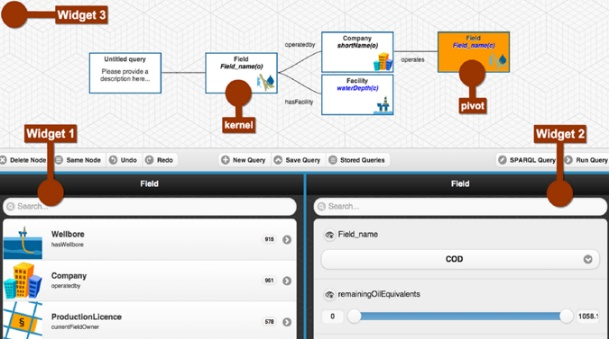 Widget 3
Untitled query
Please provide a
description here...
Field
Field_name(o)
operatedby
hasFacility
Company
shortName(o)
Facility
waterDepth(c)
operates
Field
Field_name(c)
kernel
pivot
Widget 1
Widget 2
Delete Node
Same Node
Undo
Redo
New Query
Save Query
Stored Queries
SPARQL Query
Run Query
Field
Search...
Wellbore
hasWellbore
915
Company
operatedby
951
ProductionLicence
currentFieldOwner
578
Field
Search...
Field_name
COD
remainingOilEquivalents
0
1058.1